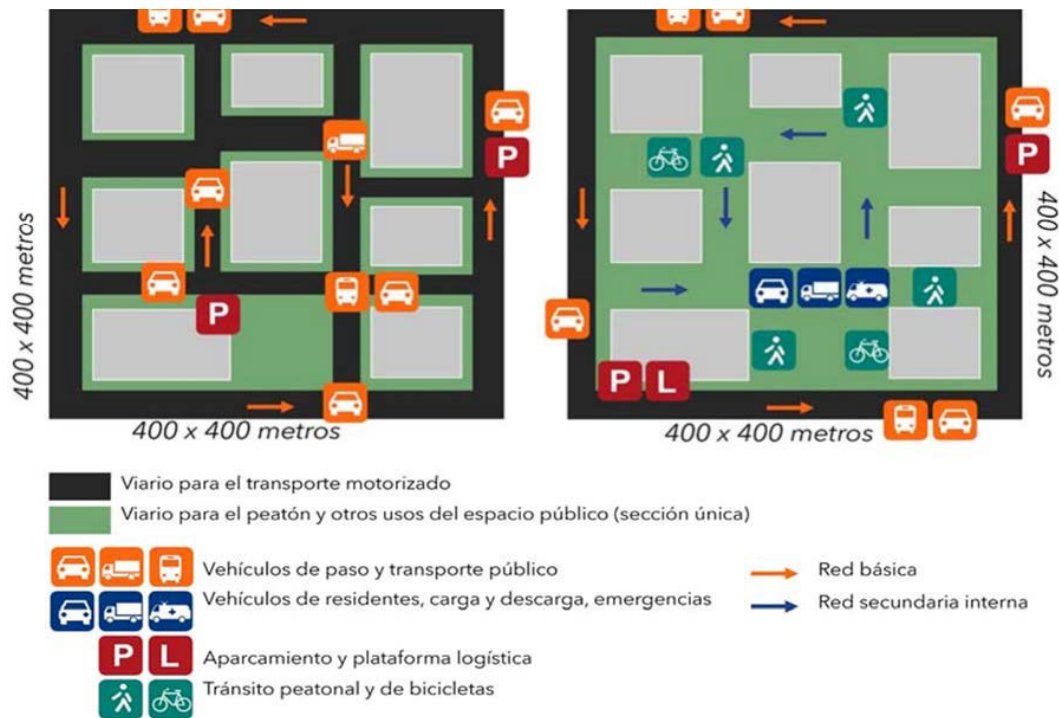 P
P
P
P
L
400 x 400 metros
400 x 400 metros
400 x 400 metros
400 x 400 metros
Viario para el transporte motorizado
Viario para el peatón y otros usos del espacio público (sección única)
Vehículos de paso y transporte público
Red básica
Vehículos de residentes, carga y descarga, emergencias
Red secundaria interna
P
L
Aparcamiento y plataforma logística
Tránsito peatonal y de bicicletas